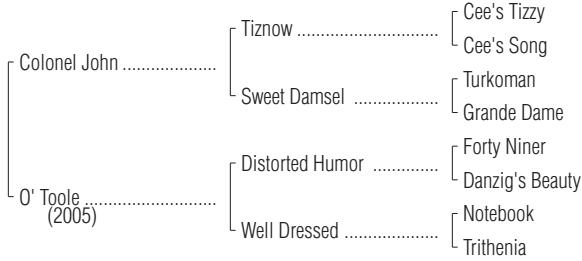 Cee's Tizzy
Tiznow ................................
Cee's Song
Colonel John .....................
Turkoman
Sweet Damsel ...................
Grande Dame
Forty Niner
Distorted Humor ...............
Danzig's Beauty
O' Toole ..............................
(2005)
Notebook
Well Dressed .....................
Trithenia